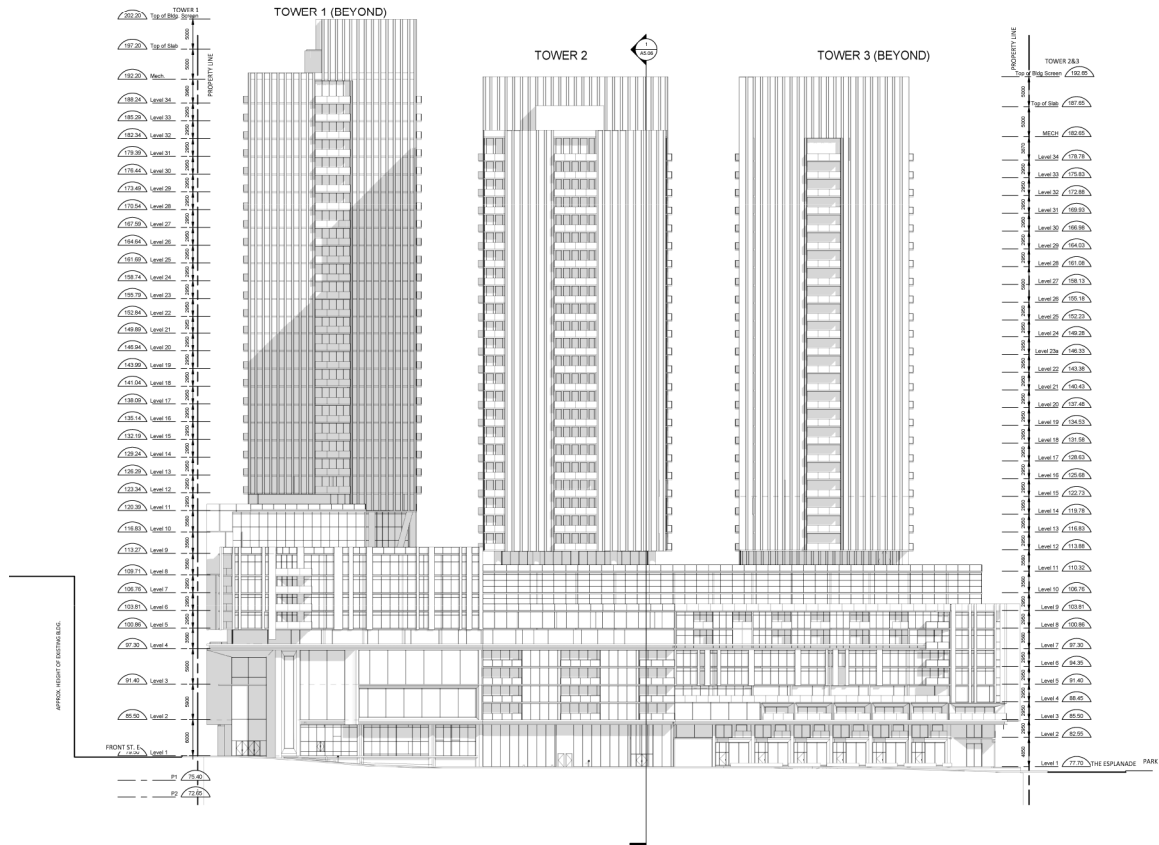 TOWER 1
TOWER 1 (BEYOND)
202.20 Top of Bldg. Screen
5000
197.20 Top of Slab
PROPERTY LINE
5000
192.20 Mech.
3950
188.24 Level 34
185.29 Level 33
182.34 Level 32
179.39 Level 31
176.44 Level 30
173.49 Level 29
170.54 Level 28
167.59 Level 27
164.64 Level 26
161.69 Level 25
158.74 Level 24
155.79 Level 23
152.84 Level 22
149.89 Level 21
146.94 Level 20
143.99 Level 19
141.04 Level 18
138.09 Level 17
135.14 Level 16
132.19 Level 15
129.24 Level 14
126.29 Level 13
123.34 Level 12
120.39 Level 11
116.83 Level 10
113.27 Level 9
109.71 Level 8
106.76 Level 7
103.81 Level 6
100.86 Level 5
97.30 Level 4
91.40 Level 3
85.50 Level 2
6000
FRONT ST. E
Level 1
P1 75.40
P2 72.65
APPROX. HEIGHT OF EXISTING BLDG.
TOWER 2
1
A5.08
TOWER 3 (BEYOND)
PROPERTY LINE
TOWER 2&3
Top of Bldg Screen 192.65
5000
Top of Slab 187.65
5000
MECH 182.65
3870
Level 34 178.78
Level 33 175.83
Level 32 172.88
Level 31 169.93
Level 30 166.98
Level 29 164.03
Level 28 161.08
Level 27 158.13
Level 26 155.18
Level 25 152.23
Level 24 149.28
Level 23a 146.33
Level 22 143.38
Level 21 140.43
Level 20 137.48
Level 19 134.53
Level 18 131.58
Level 17 128.63
Level 16 125.68
Level 15 122.73
Level 14 119.78
Level 13 116.83
Level 12 113.88
Level 11 110.32
Level 10 106.76
Level 9 103.81
Level 8 100.86
Level 7 97.30
Level 6 94.35
Level 5 91.40
Level 4 88.45
Level 3 85.50
Level 2 82.55
4850
Level 1 77.70 THE ESPLANADE PARK